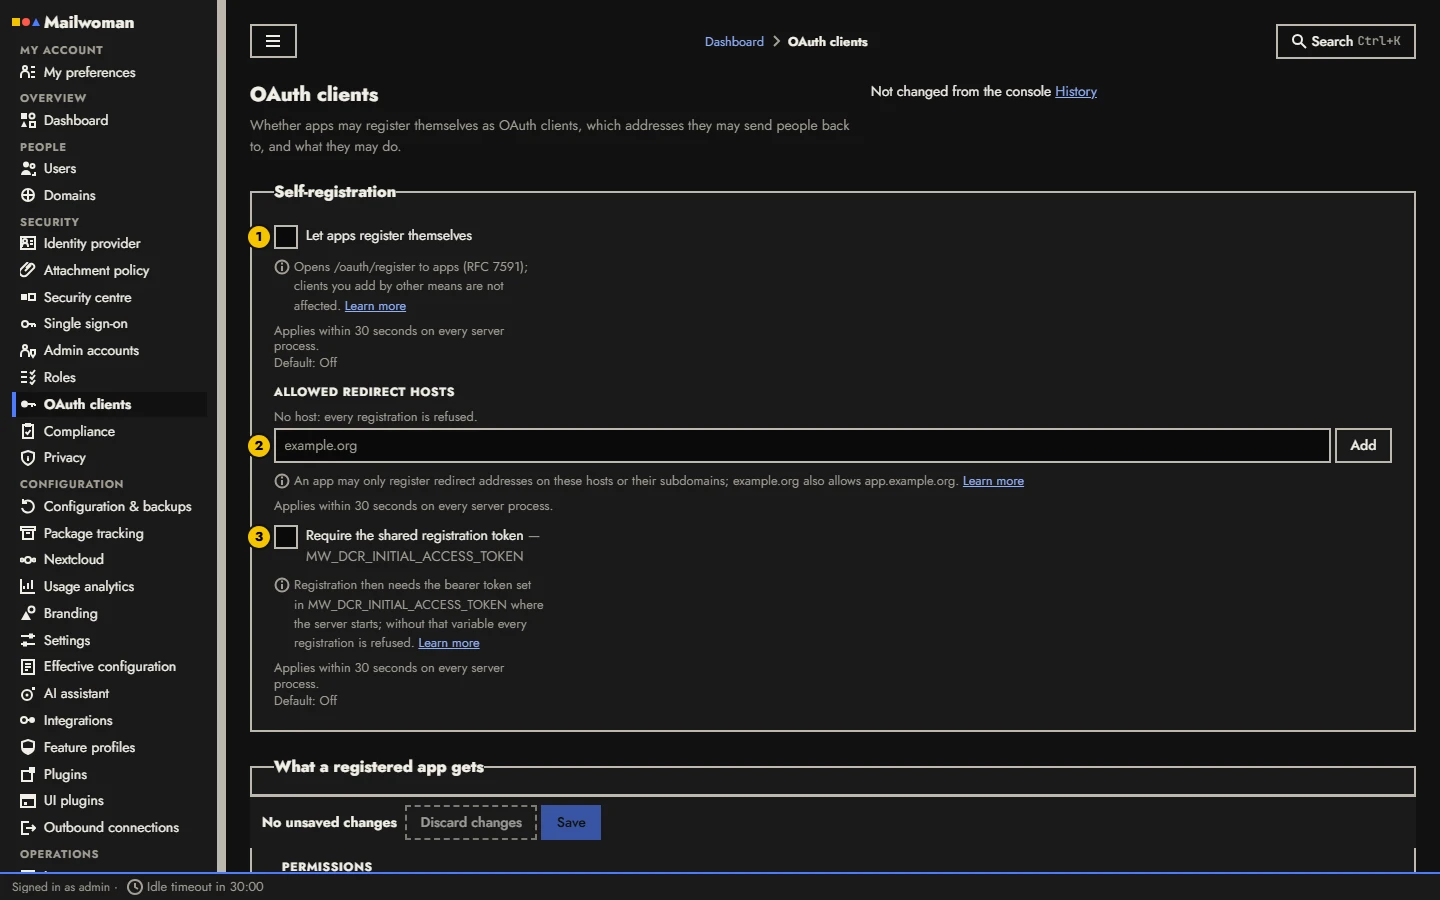 Mailwoman
MY ACCOUNT
My preferences
OVERVIEW
Dashboard
PEOPLE
Users
Domains
SECURITY
Identity provider
Attachment policy
Security centre
Single sign-on
Admin accounts
Roles
OAuth clients
Compliance
Privacy
CONFIGURATION
Configuration & backups
Package tracking
Nextcloud
Usage analytics
Branding
Settings
Effective configuration
AI assistant
Integrations
Feature profiles
Plugins
UI plugins
Outbound connections
OPERATIONS
Dashboard > OAuth clients
Search Ctrl+K
OAuth clients
Not changed from the console History
Whether apps may register themselves as OAuth clients, which addresses they may send people back
to, and what they may do.
Self-registration
1 Let apps register themselves
Opens /oauth/register to apps (RFC 7591);
clients you add by other means are not
affected. Learn more
Applies within 30 seconds on every server
process.
Default: Off
ALLOWED REDIRECT HOSTS
No host: every registration is refused.
2 example.org Add
An app may only register redirect addresses on these hosts or their subdomains; example.org also allows app.example.org. Learn more
Applies within 30 seconds on every server process.
3 Require the shared registration token —
MW_DCR_INITIAL_ACCESS_TOKEN
Registration then needs the bearer token set
in MW_DCR_INITIAL_ACCESS_TOKEN where
the server starts; without that variable every
registration is refused. Learn more
Applies within 30 seconds on every server
process.
Default: Off
What a registered app gets
No unsaved changes Discard changes Save
PERMISSIONS
Signed in as admin · Idle timeout in 30:00